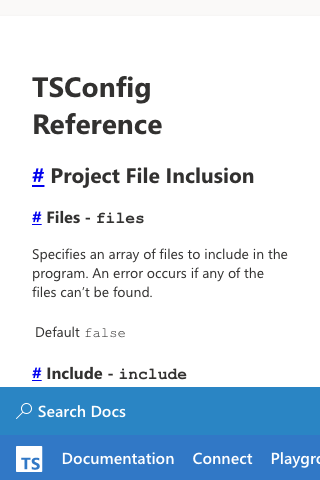 TSConfig
Reference
# Project File Inclusion
# Files - files
Specifies an array of files to include in the
program. An error occurs if any of the
files can’t be found.
Default false
# Include - include
Search Docs
TS Documentation Connect Playgro